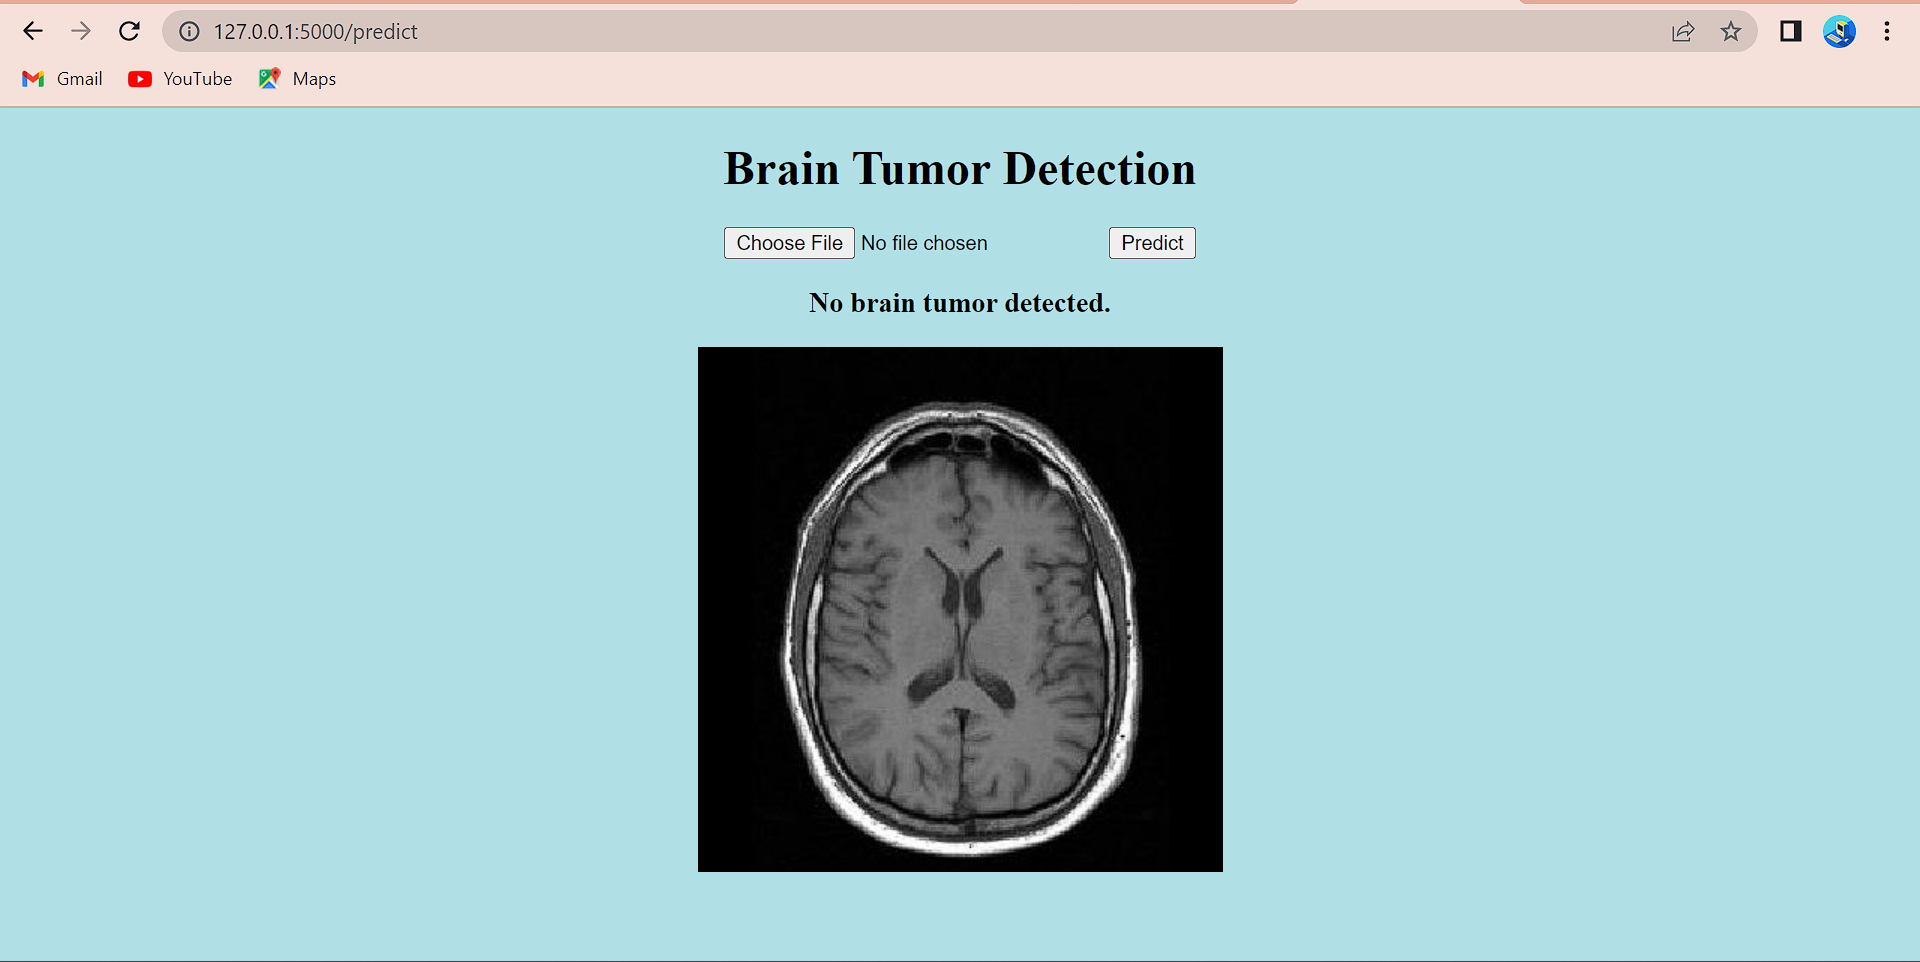 127.0.0.1:5000/predict
Gmail YouTube Maps
Brain Tumor Detection
Choose File No file chosen Predict
No brain tumor detected.